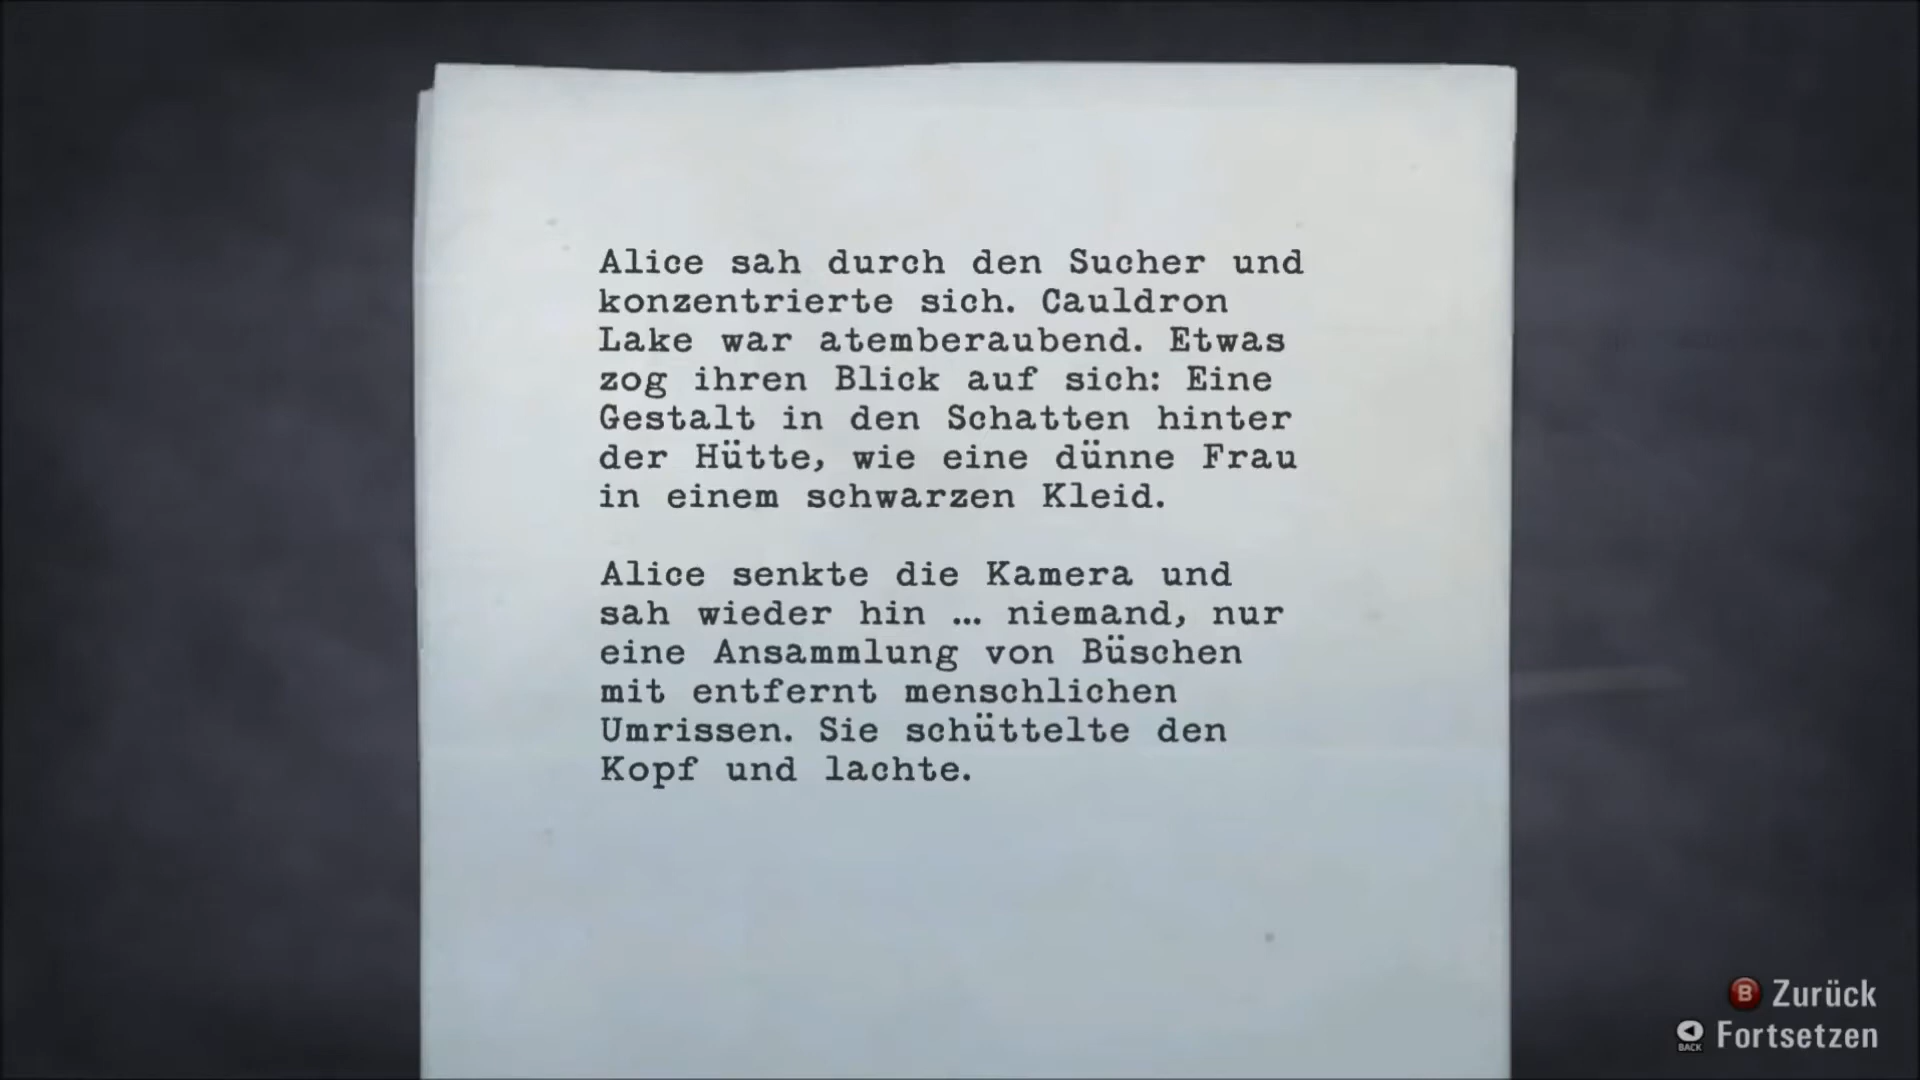 Alice sah durch den Sucher und
konzentrierte sich. Cauldron
Lake war atemberaubend. Etwas
zog ihren Blick auf sich: Eine
Gestalt in den Schatten hinter
der Hütte, wie eine dünne Frau
in einem schwarzen Kleid.
Alice senkte die Kamera und
sah wieder hin … niemand, nur
eine Ansammlung von Büschen
mit entfernt menschlichen
Umrissen. Sie schüttelte den
Kopf und lachte.
B Zurück
BACK Fortsetzen